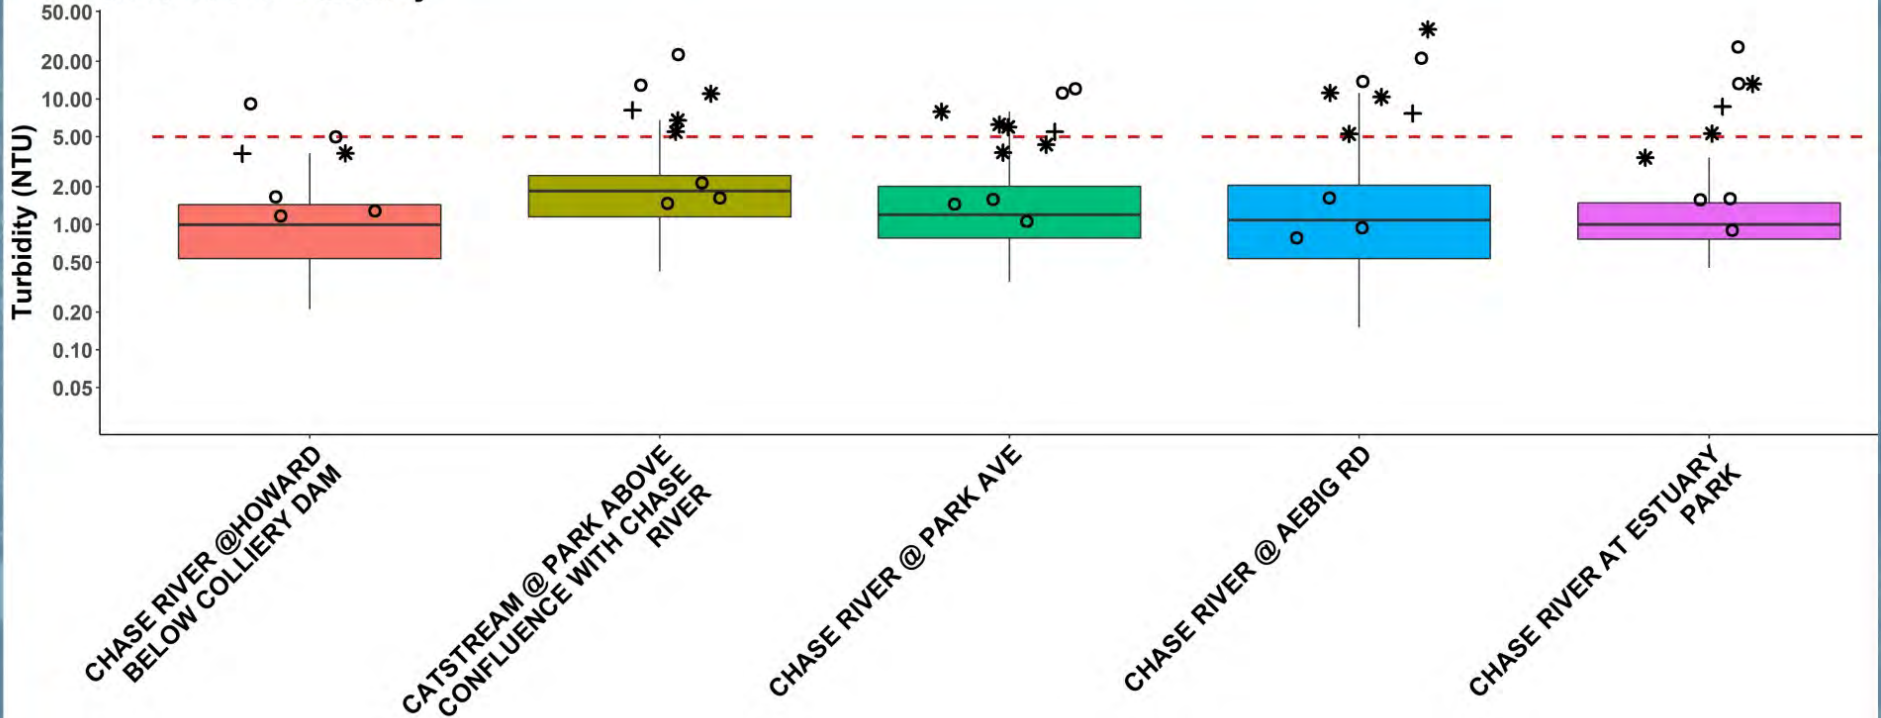 50.00
20.00
10.00
5.00
2.00
1.00
0.50
0.20
0.10
0.05
Turbidity (NTU)
CHASE RIVER @HOWARD
BELOW COLLIERY DAM
CATSTREAM @ PARK ABOVE
CONFLUENCE WITH CHASE
RIVER
CHASE RIVER @ PARK AVE
CHASE RIVER @ AEBIG RD
CHASE RIVER AT ESTUARY
PARK